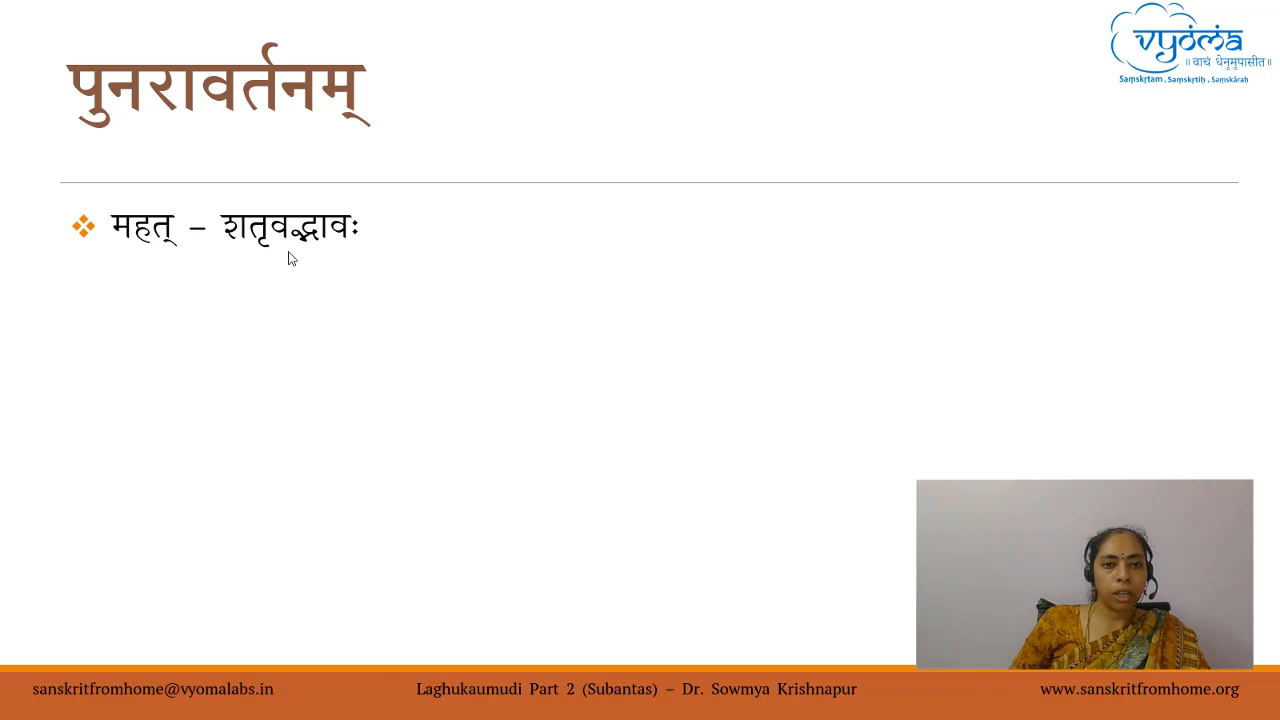 पुनरावर्तनम्
vyoma
॥ वाचं धेनुमुपासीत॥
Saṃskṛtam . Saṃskṛtiḥ . Saṃskāraḥ
❖ महत् – शतृवद्भावः
sanskritfromhome@vyomalabs.in
Laghukaumudi Part 2 (Subantas) – Dr. Sowmya Krishnapur
www.sanskritfromhome.org